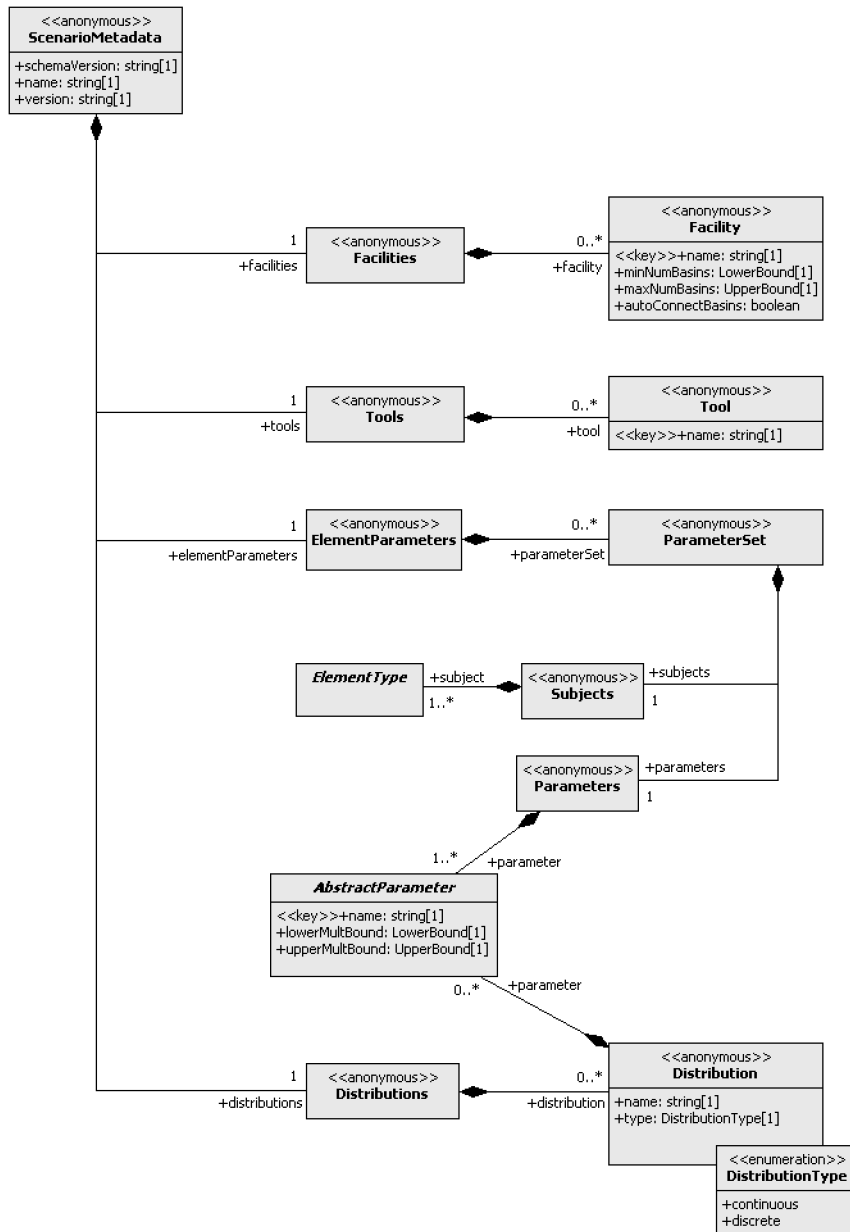 <<anonymous>>
ScenarioMetadata
+schemaVersion: string[1]
+name: string[1]
+version: string[1]
<<anonymous>>
Facility
<<key>>+name: string[1]
+minNumBasins: LowerBound[1]
+maxNumBasins: UpperBound[1]
+autoConnectBasins: boolean
1
+facilities
<<anonymous>>
Facilities
0..*
+facility
1
+tools
<<anonymous>>
Tools
0..*
+tool
<<anonymous>>
Tool
<<key>>+name: string[1]
1
+elementParameters
<<anonymous>>
ElementParameters
0..*
+parameterSet
<<anonymous>>
ParameterSet
ElementType
+subject
1..*
<<anonymous>>
Subjects
+subjects
1
<<anonymous>>
Parameters
+parameters
1
1..*
+parameter
AbstractParameter
<<key>>+name: string[1]
+lowerMultBound: LowerBound[1]
+upperMultBound: UpperBound[1]
0..*
+parameter
1
+distributions
<<anonymous>>
Distributions
0..*
+distribution
<<anonymous>>
Distribution
+name: string[1]
+type: DistributionType[1]
<<enumeration>>
DistributionType
+continuous
+discrete